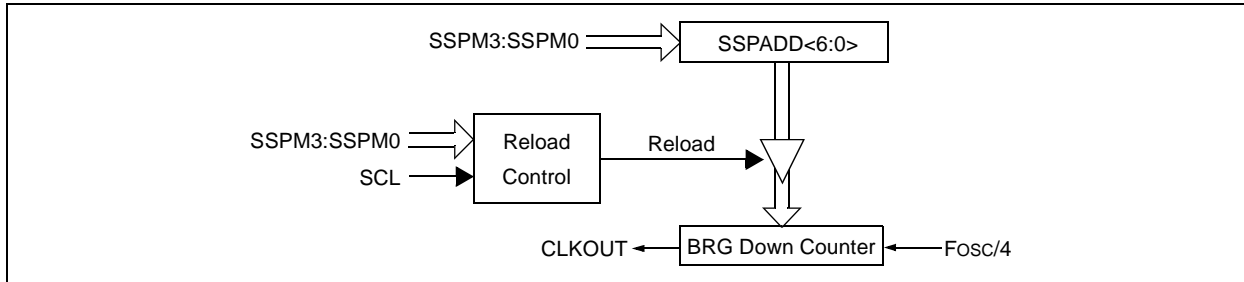 SSPM3:SSPM0
SSPADD<6:0>
SSPM3:SSPM0
SCL
Reload
Control
Reload
CLKOUT
BRG Down Counter
FOSC/4